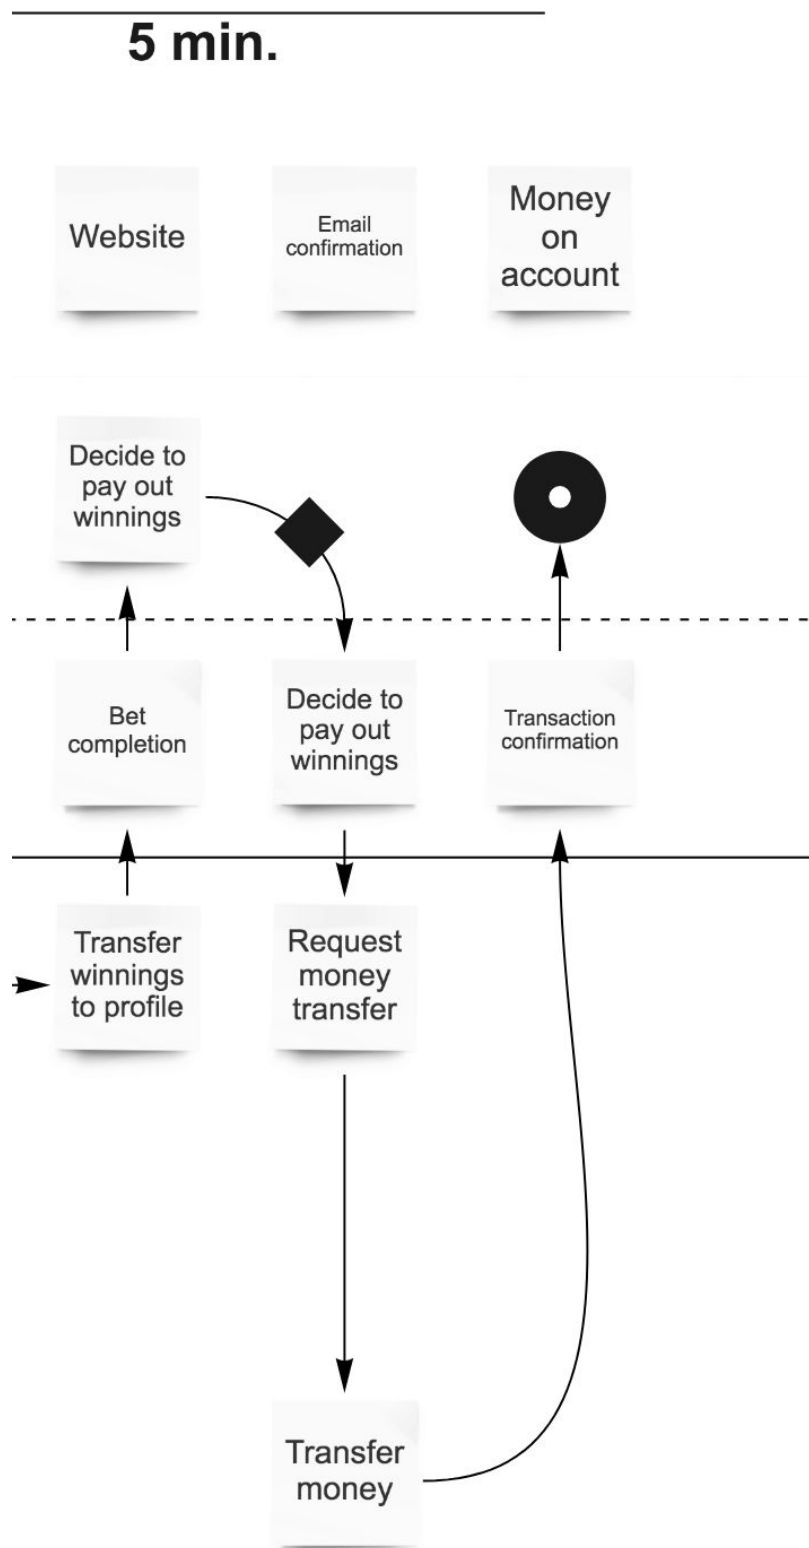 5 min.
Website
Email
confirmation
Money
on
account
Decide to
pay out
winnings
Bet
completion
Decide to
pay out
winnings
Transaction
confirmation
Transfer
winnings
to profile
Request
money
transfer
Transfer
money